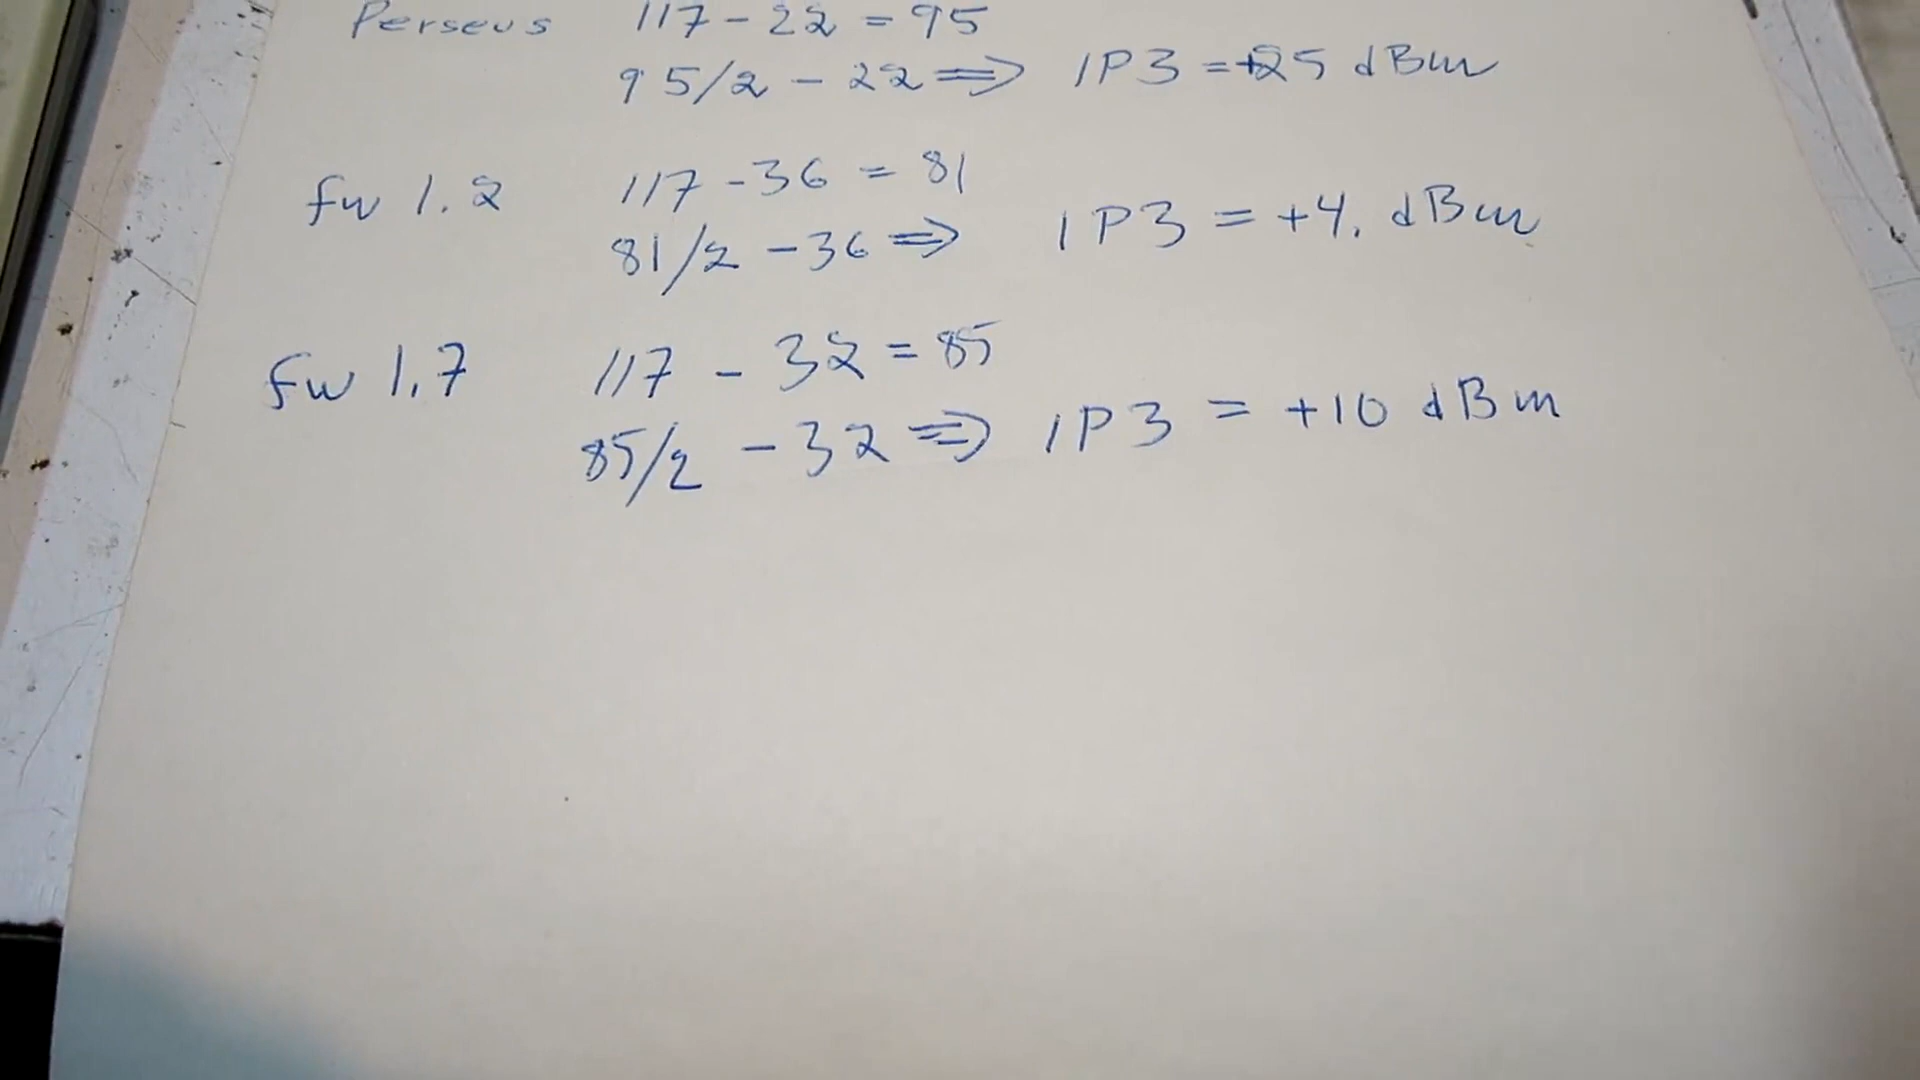 Perseus 117 - 22 = 95
95/2 - 22 ⇒ IP3 = +25 dBm
fw 1.2 117 - 36 = 81
81/2 - 36 ⇒ IP3 = +4. dBm
fw 1.7 117 - 32 = 85
85/2 - 32 ⇒ IP3 = +10 dBm